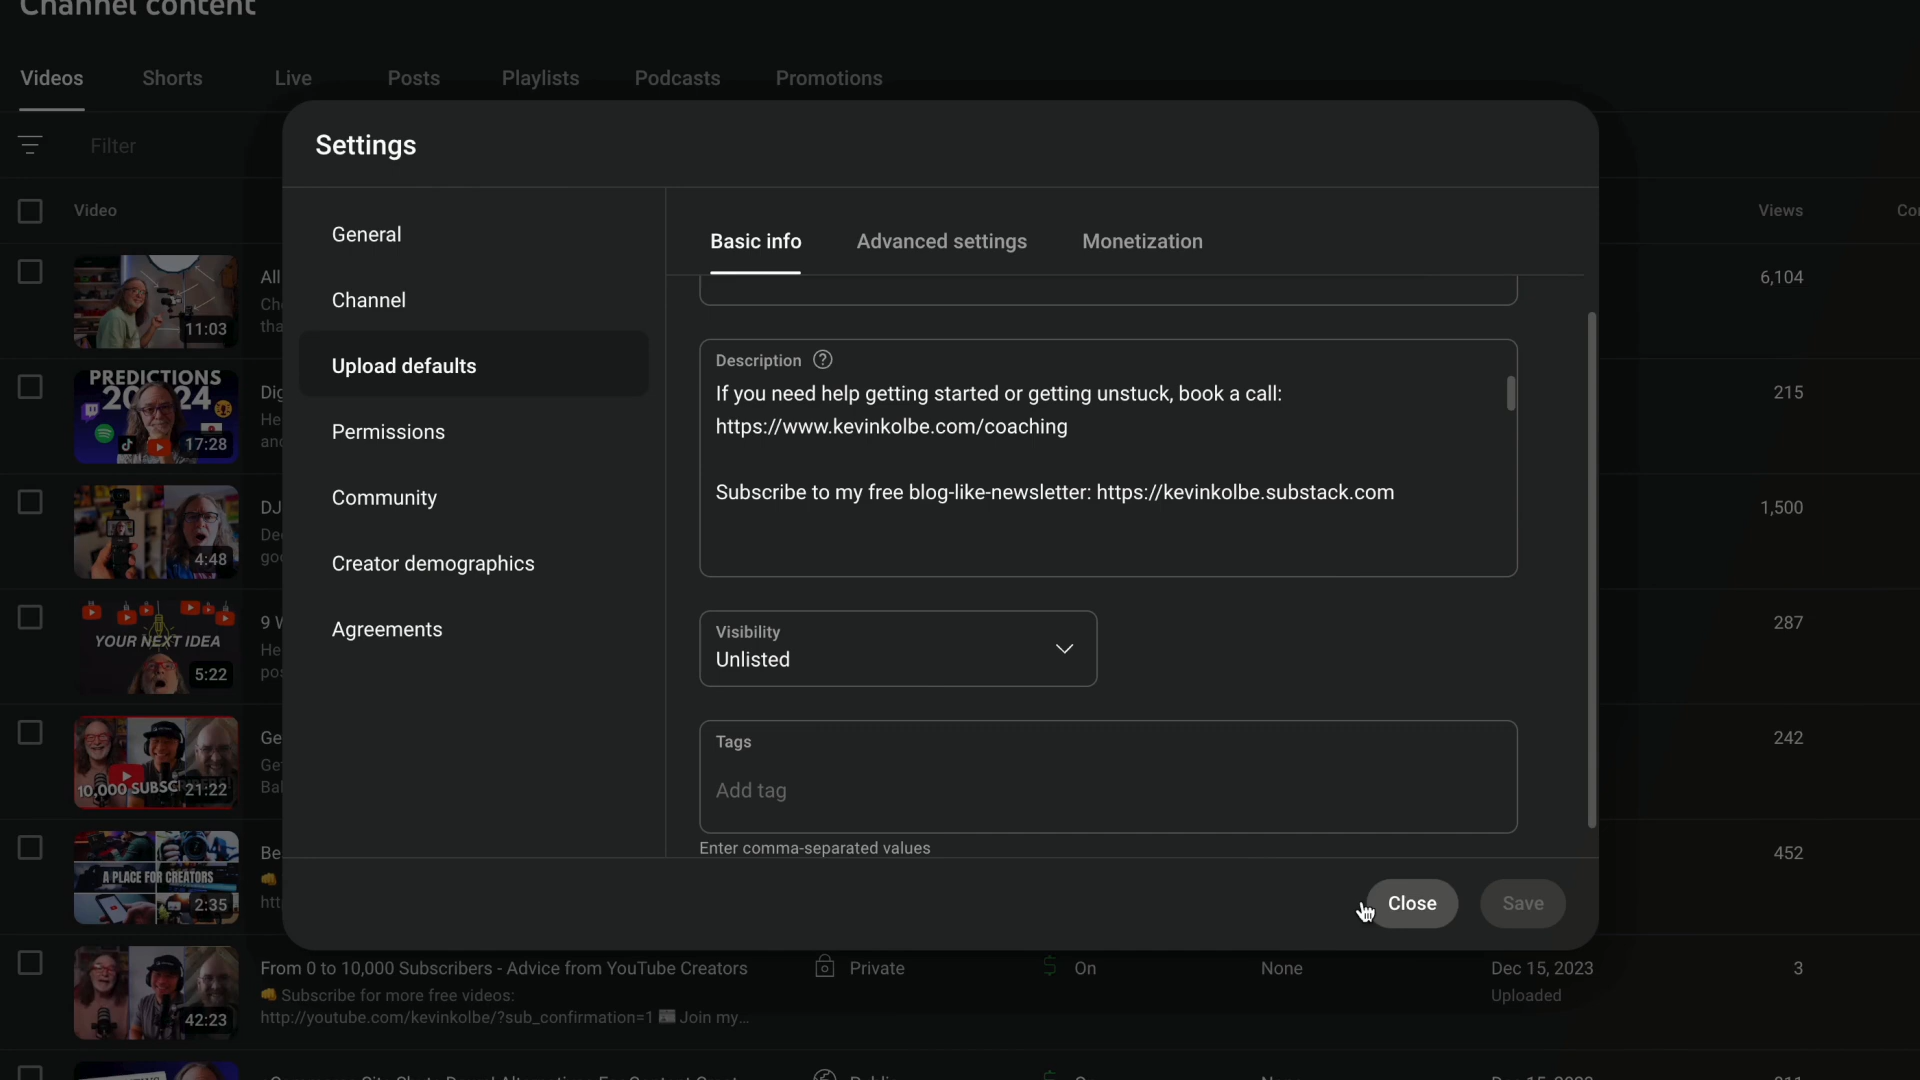 Channel content
Videos Shorts Live Posts Playlists Podcasts Promotions
Filter
Settings
Video
Views
General
Channel
Upload defaults
Permissions
Community
Creator demographics
Agreements
Basic info Advanced settings Monetization
Description
If you need help getting started or getting unstuck, book a call:
https://www.kevinkolbe.com/coaching
Subscribe to my free blog-like-newsletter: https://kevinkolbe.substack.com
Visibility
Unlisted
Tags
Add tag
Enter comma-separated values
Close Save
11:03
All
6,104
PREDICTIONS
17:28
215
4:48
1,500
YOUR NEXT IDEA
5:22
287
10,000 SUBSC
21:22
242
A PLACE FOR CREATORS
2:35
452
42:23
From 0 to 10,000 Subscribers - Advice from YouTube Creators
Subscribe for more free videos:
http://youtube.com/kevinkolbe/?sub_confirmation=1 Join my...
Private On None Dec 15, 2023 3
Uploaded